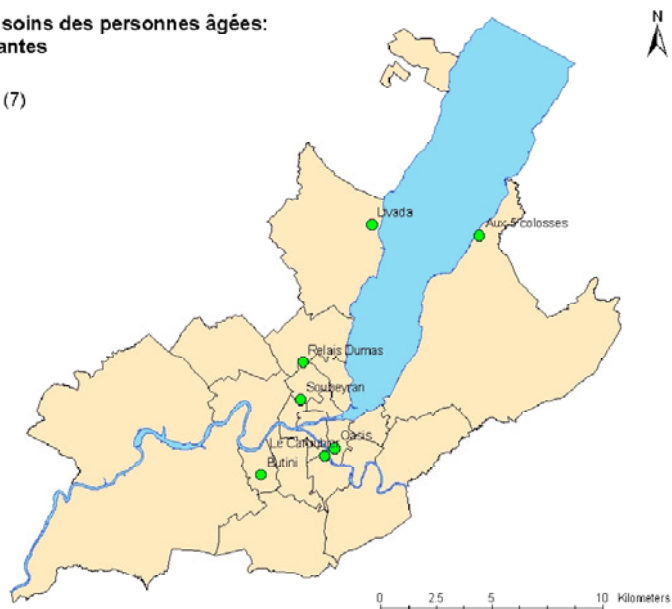 soins des personnes âgées:
antes
N
(7)
Livada
Aux 5 colosses
Relais Dumas
Soubeyran
Oasis
Le Caroubier
Butini
0 2.5 5 10 Kilometers